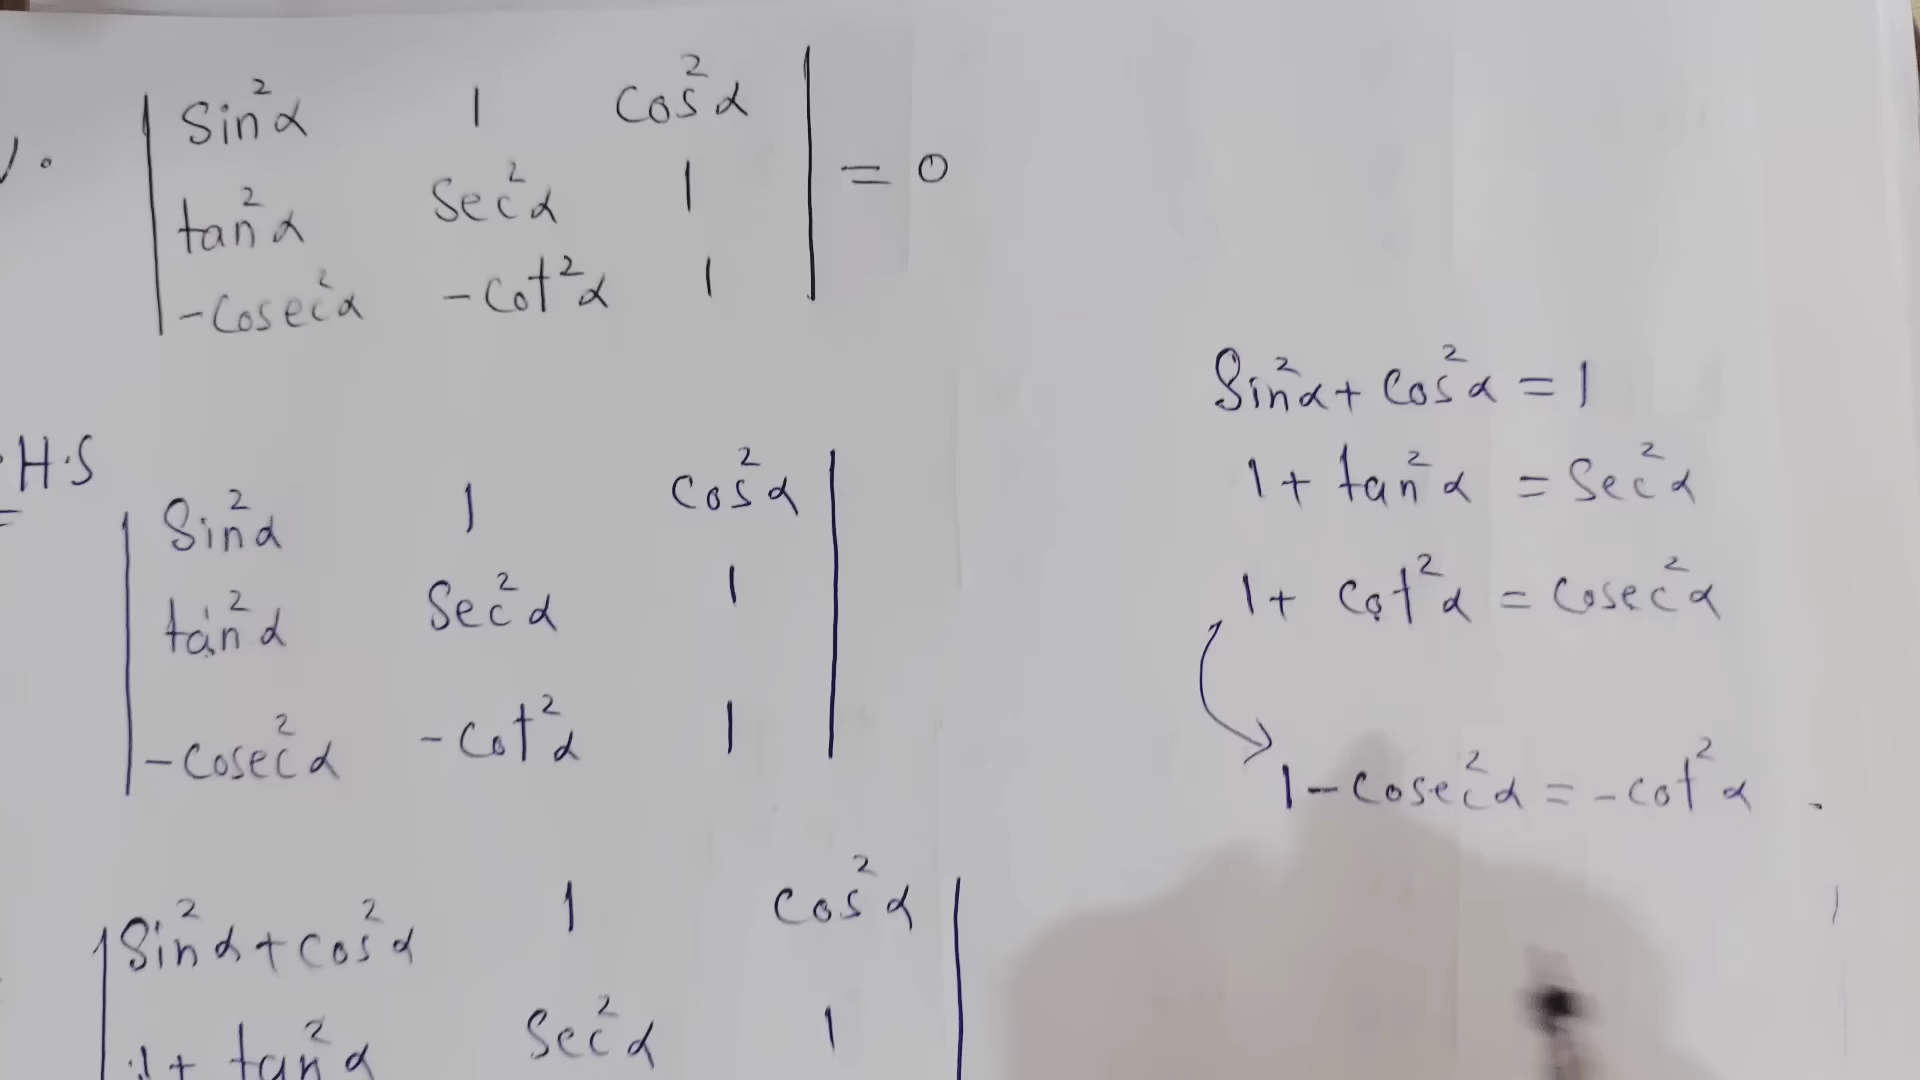 | sin²α 1 cos²α |
| tan²α sec²α 1 | = 0
| -cosec²α -cot²α 1 |
sin²α + cos²α = 1
1 + tan²α = sec²α
1 + cot²α = cosec²α
1 - cosec²α = -cot²α
H.S
| sin²α 1 cos²α |
| tan²α sec²α 1 |
| -cosec²α -cot²α 1 |
| sin²α + cos²α 1 cos²α |
| 1 + tan²α sec²α 1 |